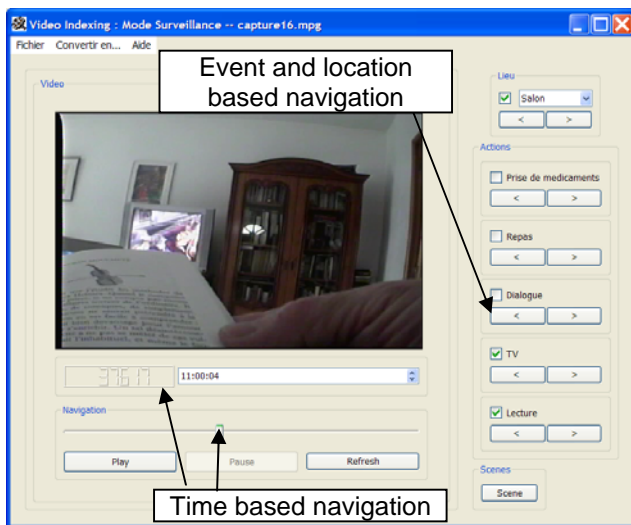 Video Indexing : Mode Surveillance -- capture16.mpg
Fichier Convertir en... Aide
Event and location
based navigation
Video
Lieu
Salon
< >
Actions
Prise de medicaments
< >
Repas
< >
Dialogue
< >
TV
< >
Lecture
< >
37617
11:00:04
Navigation
Play Pause Refresh
Time based navigation
Scenes
Scene